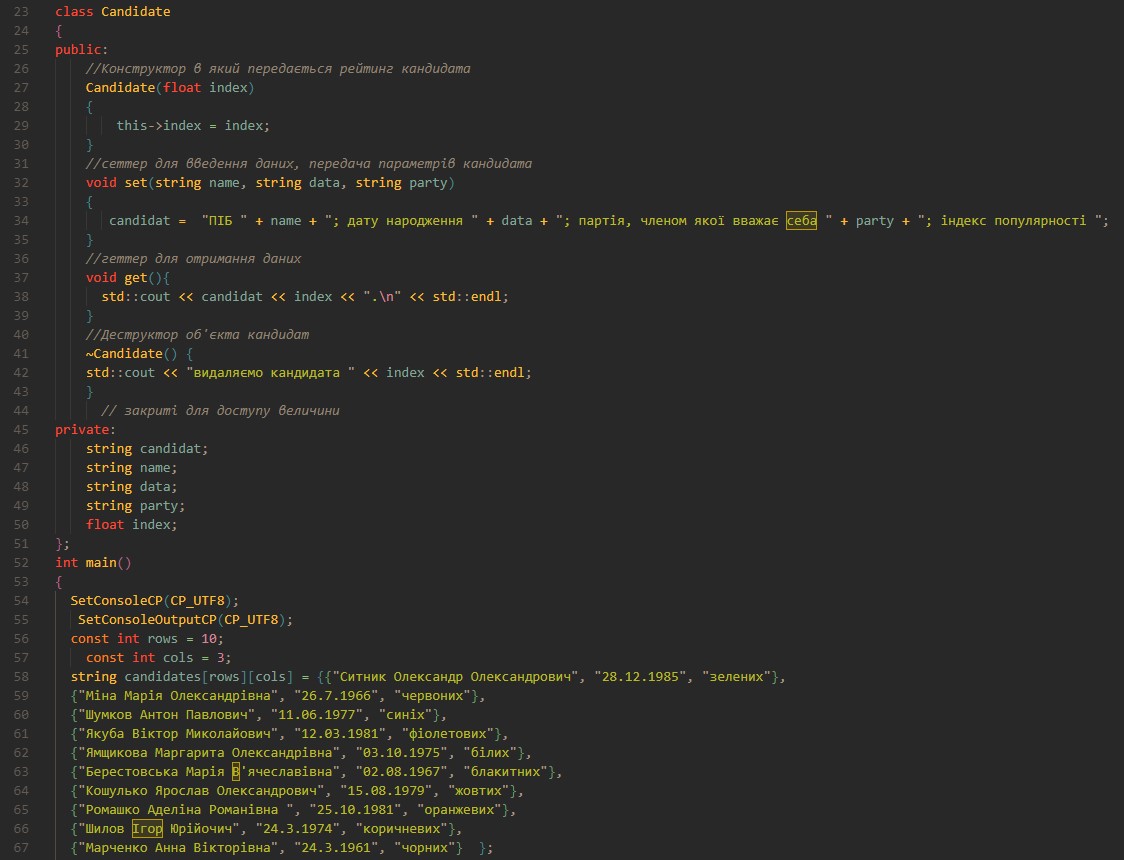 23 class Candidate
24 {
25 public:
26 //Конструктор в який передається рейтинг кандидата
27 Candidate(float index)
28 {
29 this->index = index;
30 }
31 //сеттер для введення даних, передача параметрів кандидата
32 void set(string name, string data, string party)
33 {
34 candidat =  "ПІБ " + name + "; дату народження " + data + "; партія, членом якої вважає себа " + party + "; індекс популярності ";
35 }
36 //геттер для отримання даних
37 void get(){
38 std::cout << candidat << index << ".\n" << std::endl;
39 }
40 //Деструктор об'єкта кандидат
41 ~Candidate() {
42 std::cout << "видаляємо кандидата " << index << std::endl;
43 }
44 // закриті для доступу величини
45 private:
46 string candidat;
47 string name;
48 string data;
49 string party;
50 float index;
51 };
52 int main()
53 {
54 SetConsoleCP(CP_UTF8);
55 SetConsoleOutputCP(CP_UTF8);
56 const int rows = 10;
57 const int cols = 3;
58 string candidates[rows][cols] = {{"Ситник Олександр Олександрович", "28.12.1985", "зелених"},
59 {"Міна Марія Олександрівна", "26.7.1966", "червоних"},
60 {"Шумков Антон Павлович", "11.06.1977", "синіх"},
61 {"Якуба Віктор Миколайович", "12.03.1981", "фіолетових"},
62 {"Ямщикова Маргарита Олександрівна", "03.10.1975", "білих"},
63 {"Берестовська Марія В'ячеславівна", "02.08.1967", "блакитних"},
64 {"Кошулько Ярослав Олександрович", "15.08.1979", "жовтих"},
65 {"Ромашко Аделіна Романівна ", "25.10.1981", "оранжевих"},
66 {"Шилов Ігор Юрійочич", "24.3.1974", "коричневих"},
67 {"Марченко Анна Вікторівна", "24.3.1961", "чорних"}  };